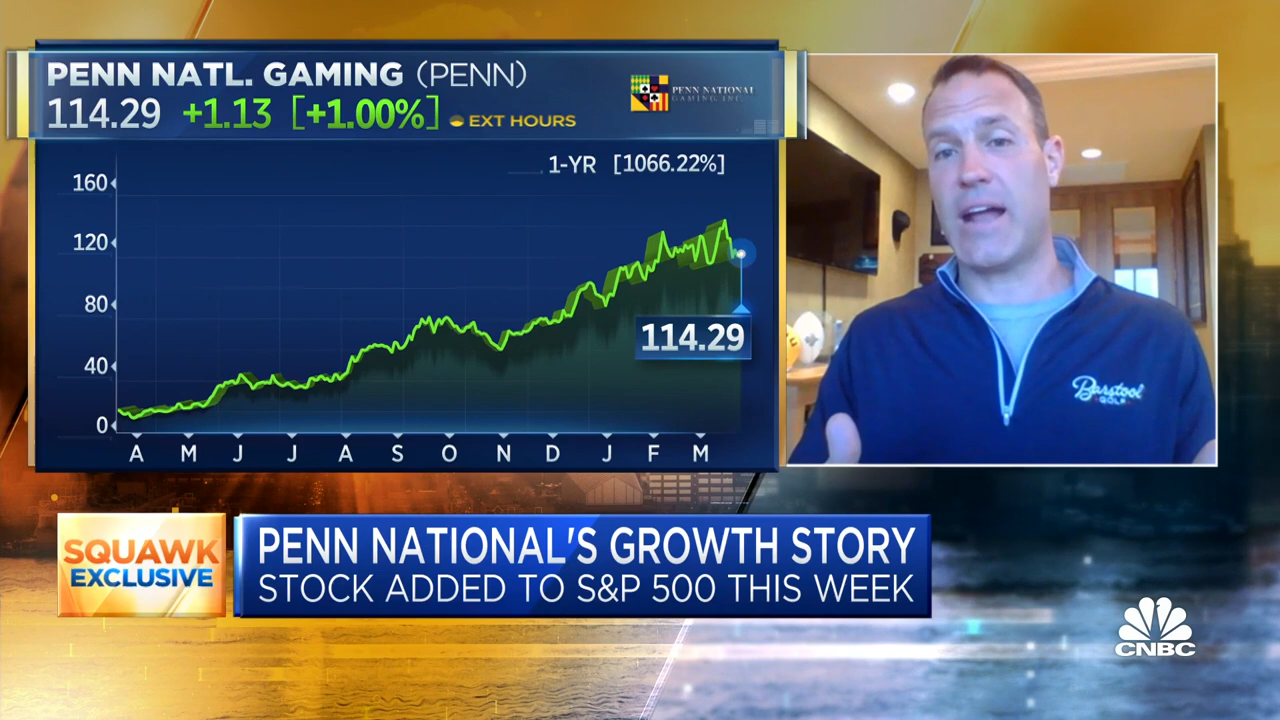 PENN NATL. GAMING (PENN)
114.29 +1.13 [+1.00%] EXT HOURS
PENN NATIONAL
GAMING INC
1-YR [1066.22%]
160
120
80
40
0
114.29
A M J J A S O N D J F M
Barstool
GOLF
SQUAWK
EXCLUSIVE
PENN NATIONAL'S GROWTH STORY
STOCK ADDED TO S&P 500 THIS WEEK
CNBC